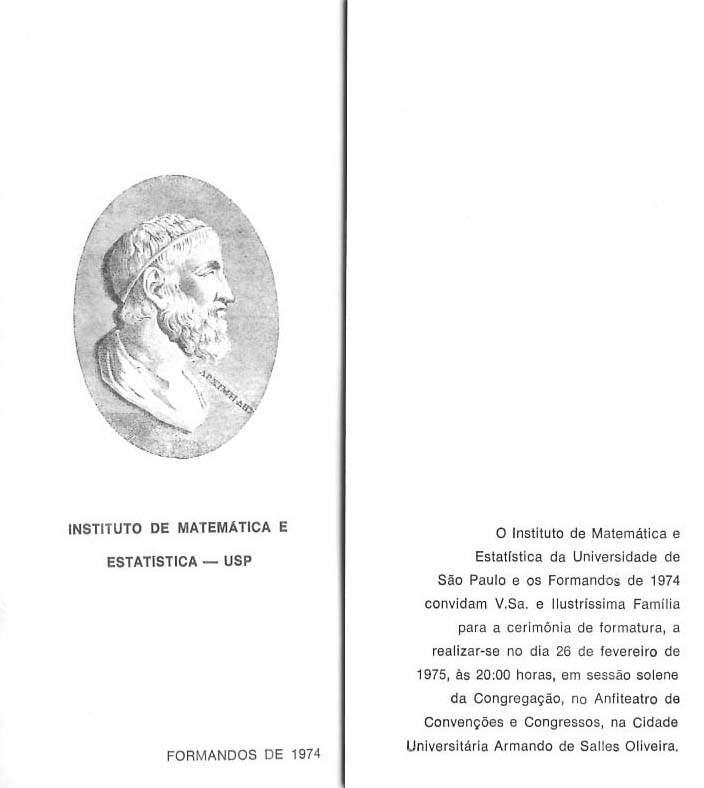 INSTITUTO DE MATEMÁTICA E
ESTATÍSTICA — USP
FORMANDOS DE 1974
O Instituto de Matemática e
Estatística da Universidade de
São Paulo e os Formandos de 1974
convidam V.Sa. e Ilustríssima Família
para a cerimônia de formatura, a
realizar-se no dia 26 de fevereiro de
1975, às 20:00 horas, em sessão solene
da Congregação, no Anfiteatro de
Convenções e Congressos, na Cidade
Universitária Armando de Salles Oliveira.